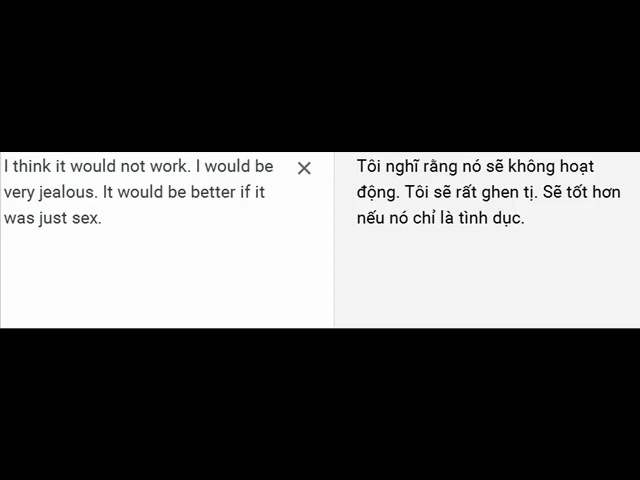 I think it would not work. I would be
very jealous. It would be better if it
was just sex.
Tôi nghĩ rằng nó sẽ không hoạt
động. Tôi sẽ rất ghen tị. Sẽ tốt hơn
nếu nó chỉ là tình dục.